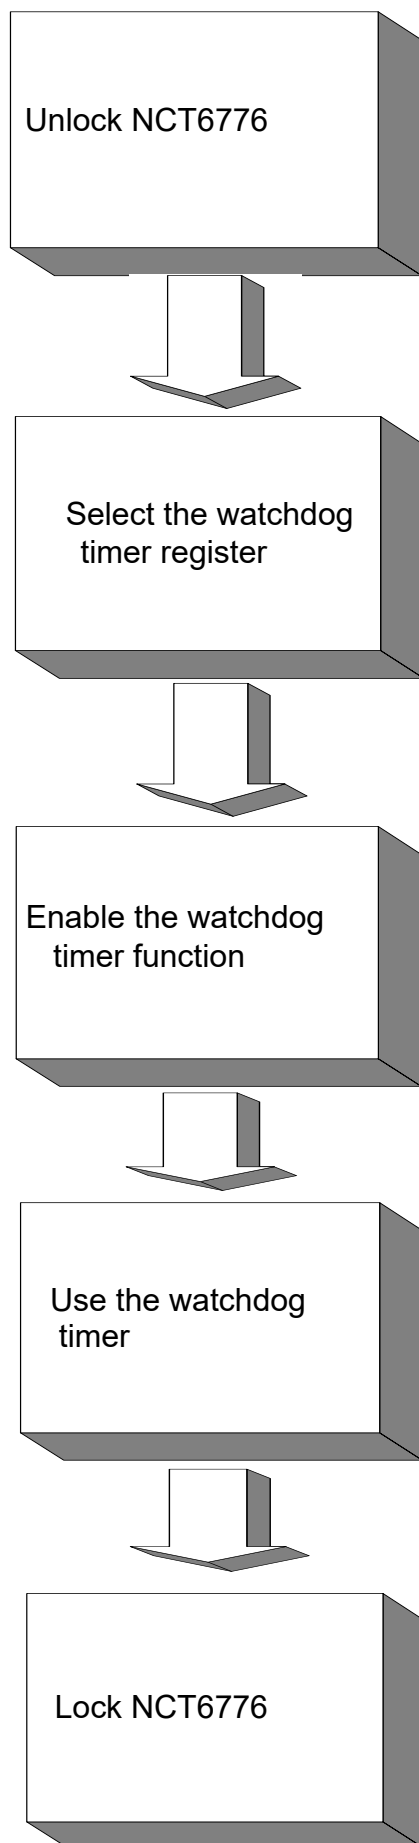 Unlock NCT6776
Select the watchdog
timer register
Enable the watchdog
timer function
Use the watchdog
timer
Lock NCT6776